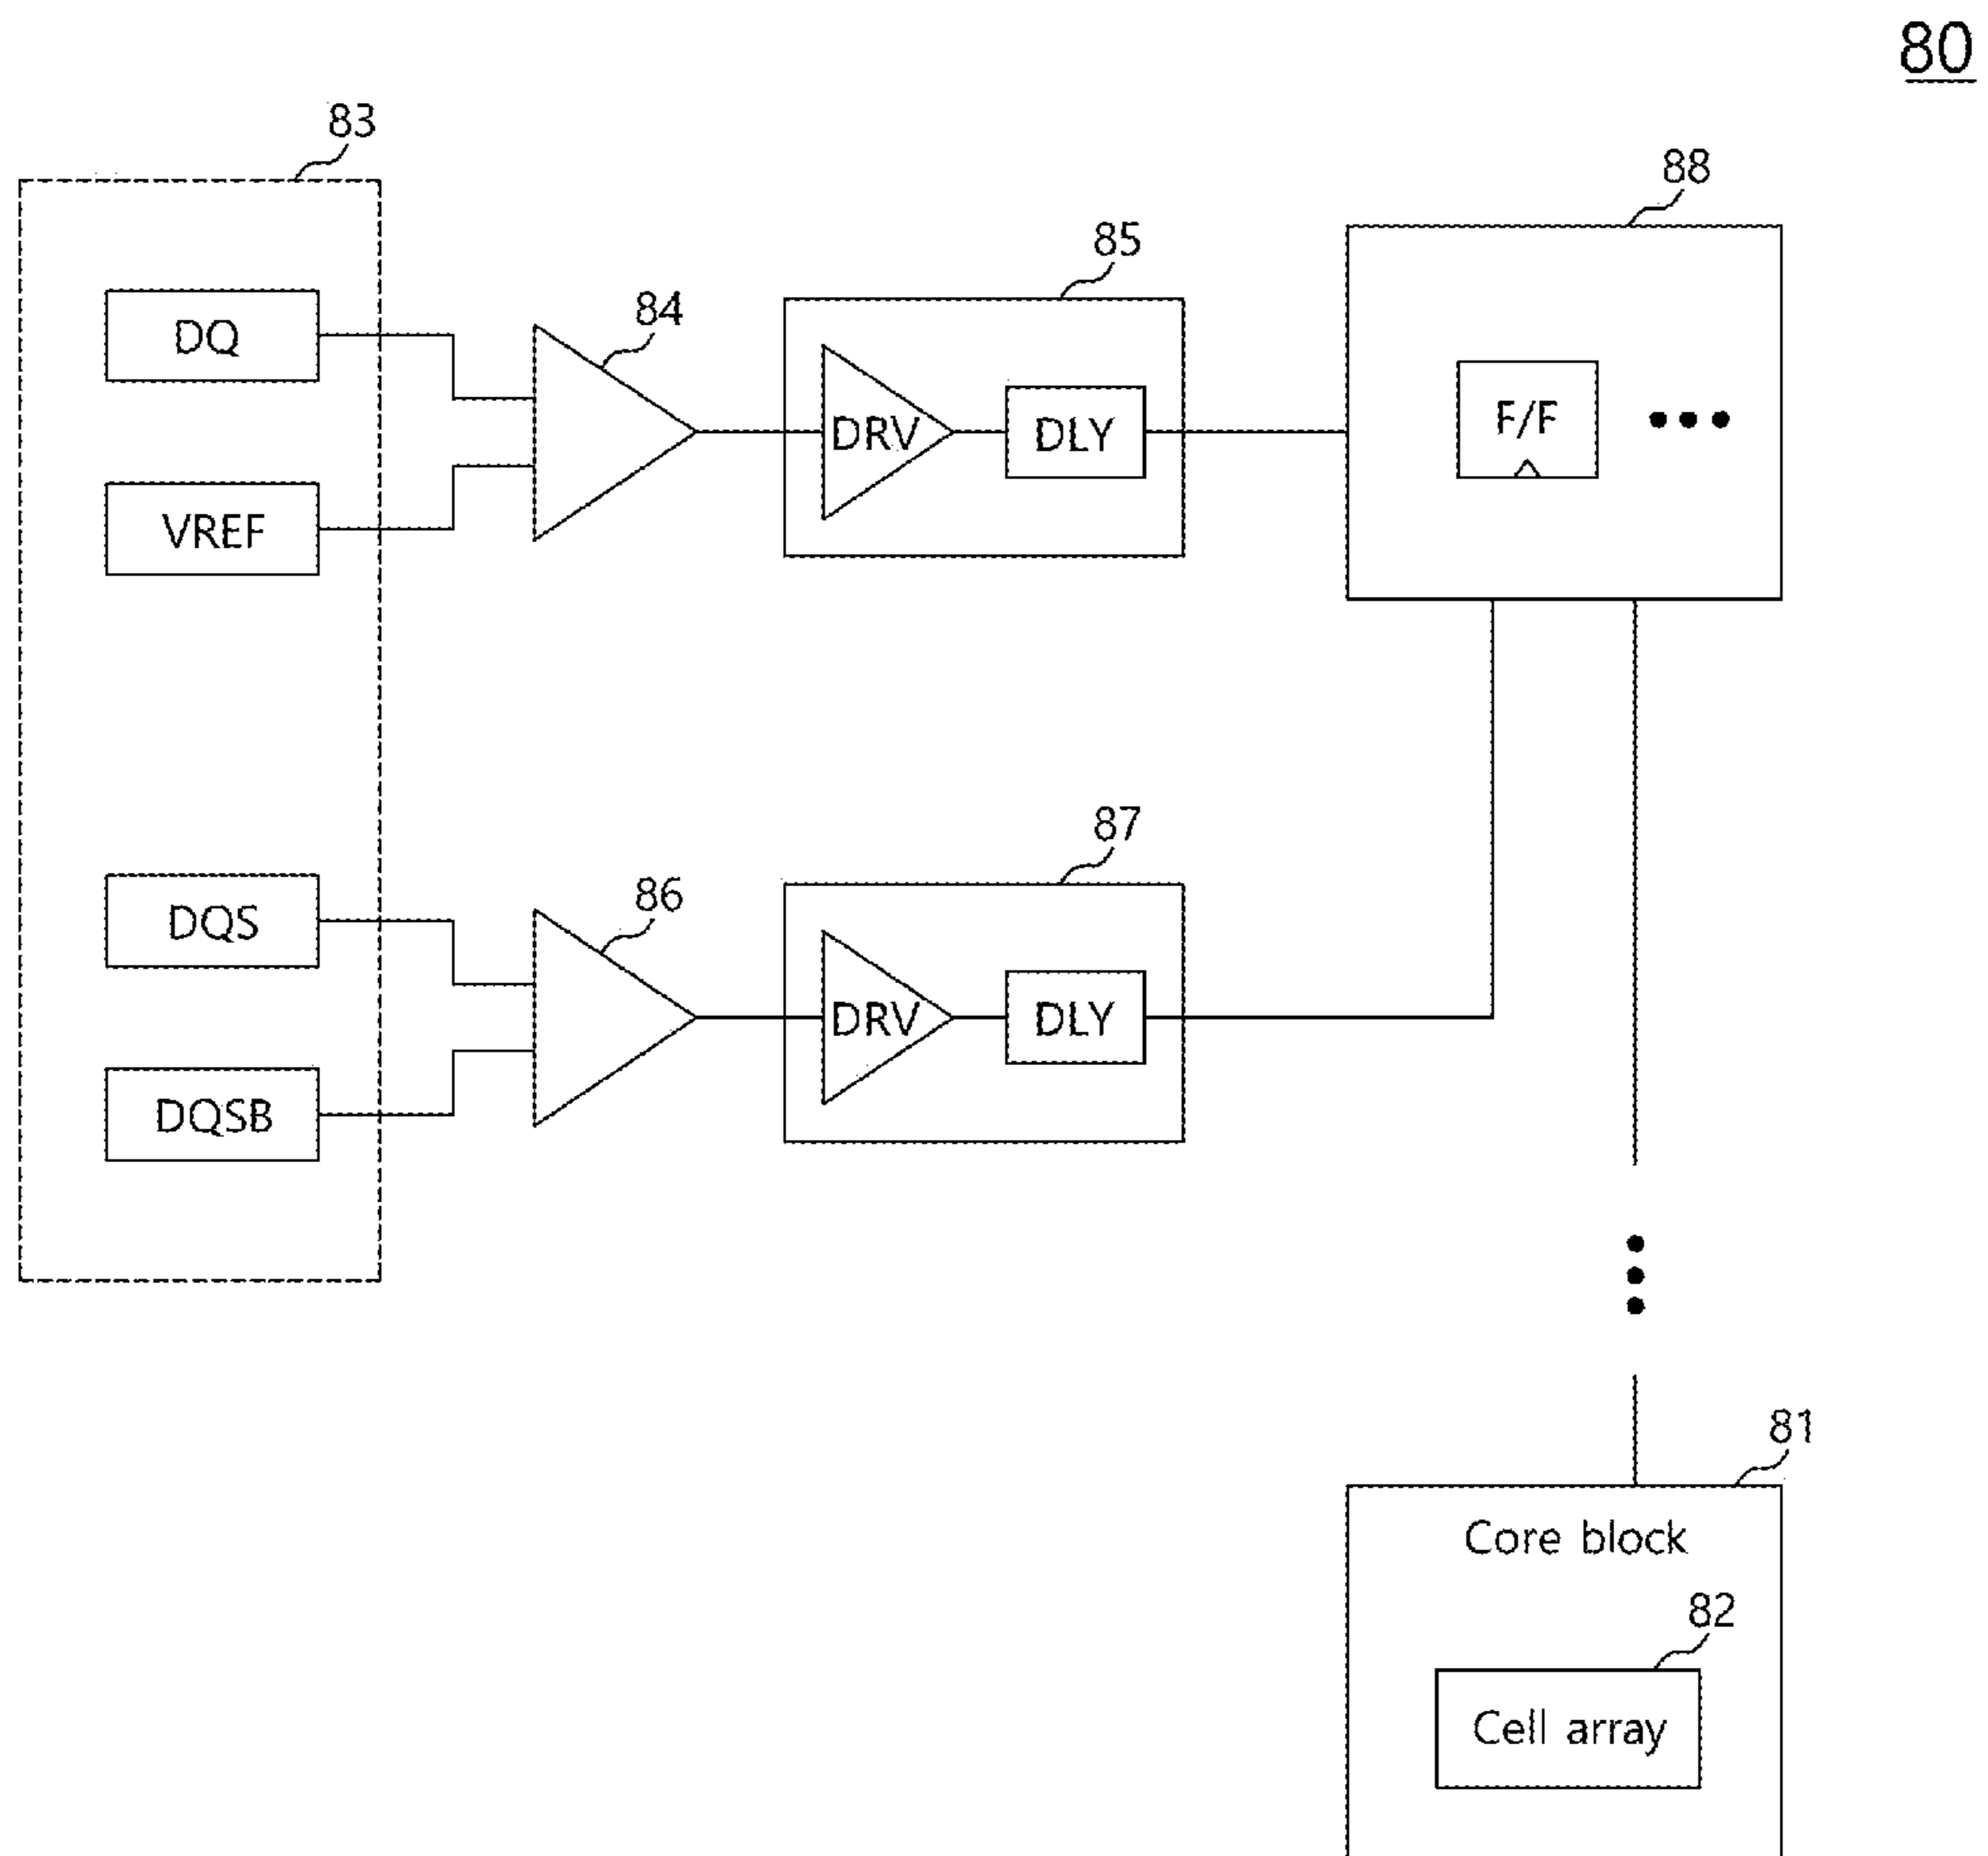 80
83
88
85
84
DQ
DRV
DLY
F/F
VREF
87
86
DQS
DRV
DLY
DQSB
81
Core block
82
Cell array